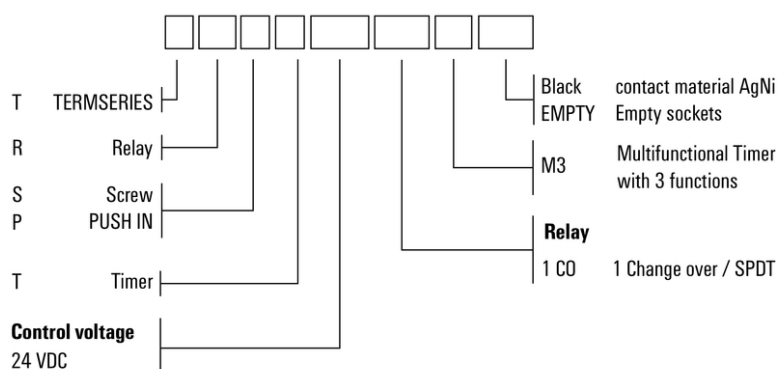 T TERMSERIES
R Relay
S Screw
P PUSH IN
T Timer
Control voltage
24 VDC
Black contact material AgNi
EMPTY Empty sockets
M3 Multifunctional Timer
with 3 functions
Relay
1 CO 1 Change over / SPDT